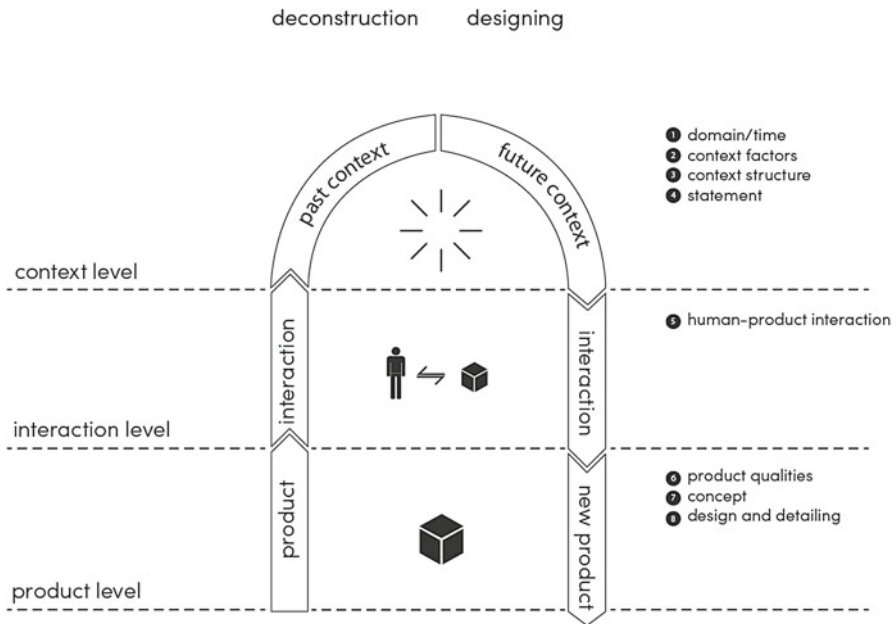 deconstruction designing
past context
future context
1 domain/time
2 context factors
3 context structure
4 statement
context level
interaction
interaction
5 human-product interaction
interaction level
product
new product
6 product qualities
7 concept
8 design and detailing
product level